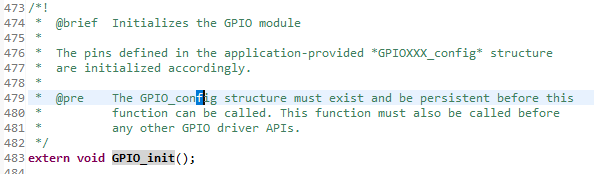 473 /*!
474  *  @brief  Initializes the GPIO module
475  *
476  *  The pins defined in the application-provided *GPIOXXX_config* structure
477  *  are initialized accordingly.
478  *
479  *  @pre    The GPIO_config structure must exist and be persistent before this
480  *          function can be called. This function must also be called before
481  *          any other GPIO driver APIs.
482  */
483 extern void GPIO_init();
484